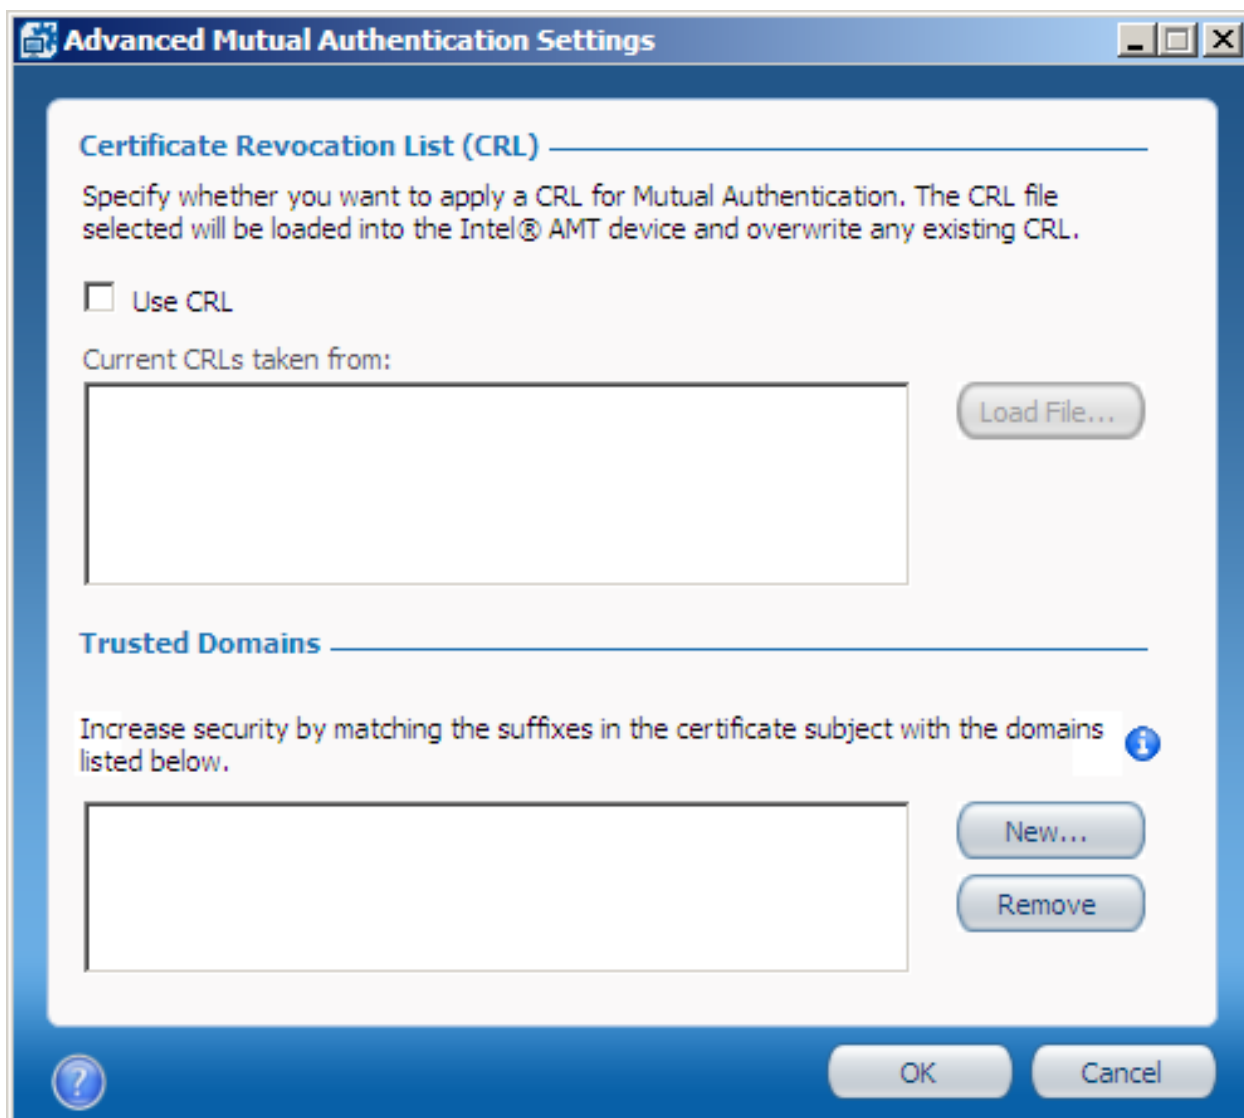 Advanced Mutual Authentication Settings
Certificate Revocation List (CRL)
Specify whether you want to apply a CRL for Mutual Authentication. The CRL file
selected will be loaded into the Intel® AMT device and overwrite any existing CRL.
Use CRL
Current CRLs taken from:
Load File...
Trusted Domains
Increase security by matching the suffixes in the certificate subject with the domains
listed below.
New...
Remove
OK
Cancel